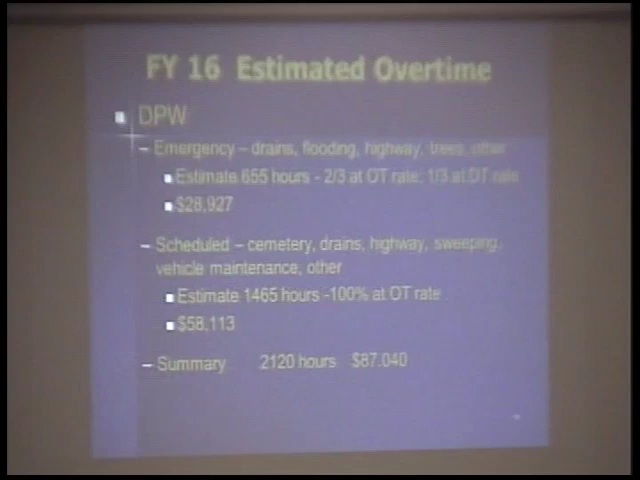 FY 16 Estimated Overtime
DPW
– Emergency – drains, flooding, highway, trees, other
Estimate 655 hours - 2/3 at OT rate; 1/3 at DT rate
$28,927
– Scheduled – cemetery, drains, highway, sweeping,
vehicle maintenance, other
Estimate 1465 hours -100% at OT rate
$58,113
– Summary 2120 hours $87.040